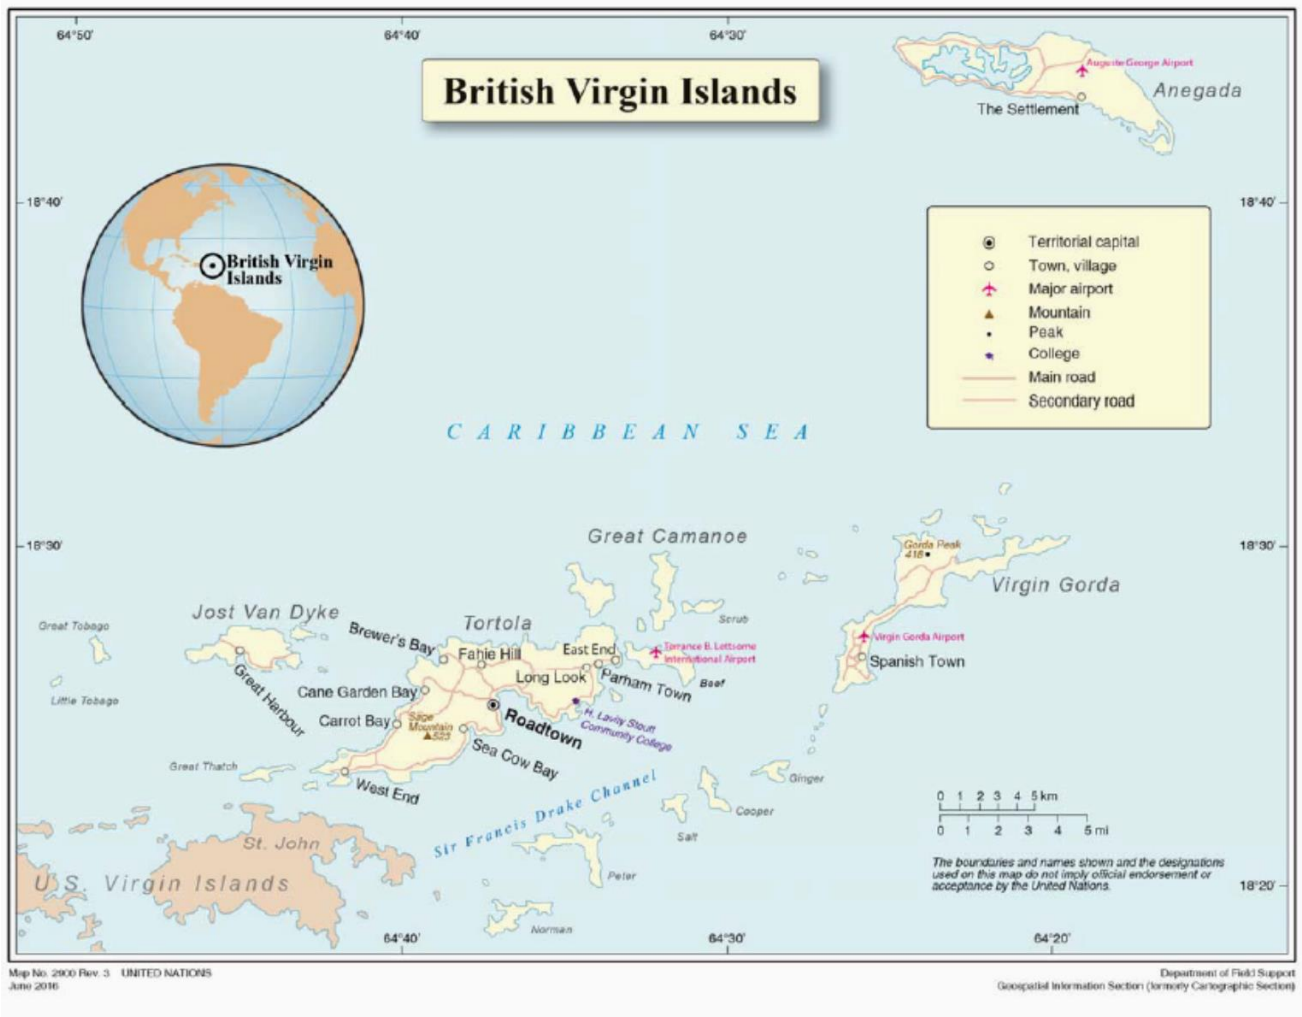 64°50'
64°40'
64°30'
British Virgin Islands
Auguste George Airport
Anegada
The Settlement
18°40'
18°40'
British Virgin
Islands
Territorial capital
Town, village
Major airport
Mountain
Peak
College
Main road
Secondary road
CARIBBEAN SEA
18°30'
18°30'
Great Camanoe
Gorda Peak
418
Virgin Gorda
Jost Van Dyke
Tortola
Scrub
Great Tobago
Brewer's Bay
Fahie Hill
East End
Torrance B. Lettsome
International Airport
Virgin Gorda Airport
Spanish Town
Long Look
Parham Town
Beef
Little Tobago
Great Harbour
Cane Garden Bay
Carrot Bay
Sage
Mountain
523
Roadtown
H. Lavity Stoutt
Community College
Sea Cow Bay
Great Thatch
West End
Ginger
Sir Francis Drake Channel
Cooper
Salt
0 1 2 3 4 5 km
0 1 2 3 4 5 mi
St. John
U.S. Virgin Islands
Peter
Norman
The boundaries and names shown and the designations
used on this map do not imply official endorsement or
acceptance by the United Nations.
18°20'
64°40'
64°30'
64°20'
Map No. 2900 Rev. 3 UNITED NATIONS
June 2016
Department of Field Support
Geospatial Information Section (formerly Cartographic Section)